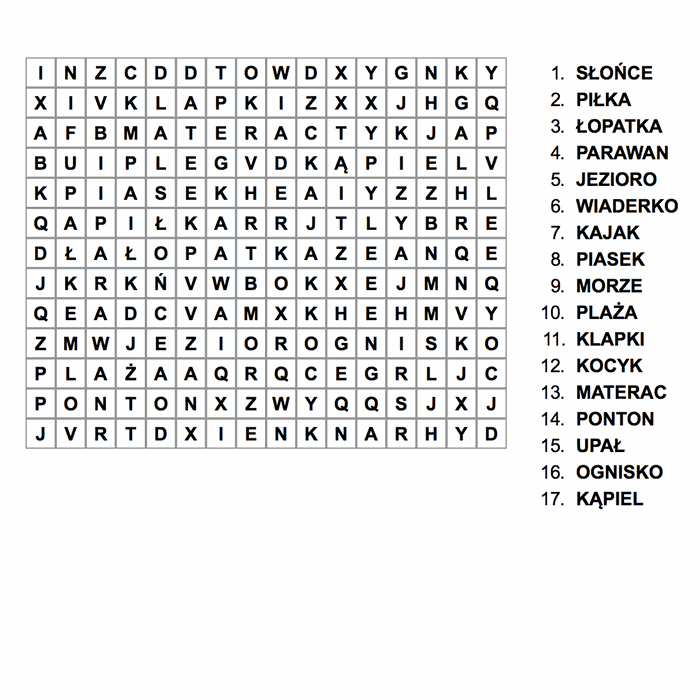 I N Z C D D T O W D X Y G N K Y
X I V K L A P K I Z X X J H G Q
A F B M A T E R A C T Y K J A P
B U I P L E G V D K Ą P I E L V
K P I A S E K H E A I Y Z Z H L
Q A P I Ł K A R R J T L Y B R E
D Ł A Ł O P A T K A Z E A N Q E
J K R K Ń V W B O K X E J M N Q
Q E A D C V A M X K H E H M V Y
Z M W J E Z I O R O G N I S K O
P L A Ż A A Q R Q C E G R L J C
P O N T O N X Z W Y Q Q S J X J
J V R T D X I E N K N A R H Y D
1. SŁOŃCE
2. PIŁKA
3. ŁOPATKA
4. PARAWAN
5. JEZIORO
6. WIADERKO
7. KAJAK
8. PIASEK
9. MORZE
10. PLAŻA
11. KLAPKI
12. KOCYK
13. MATERAC
14. PONTON
15. UPAŁ
16. OGNISKO
17. KĄPIEL